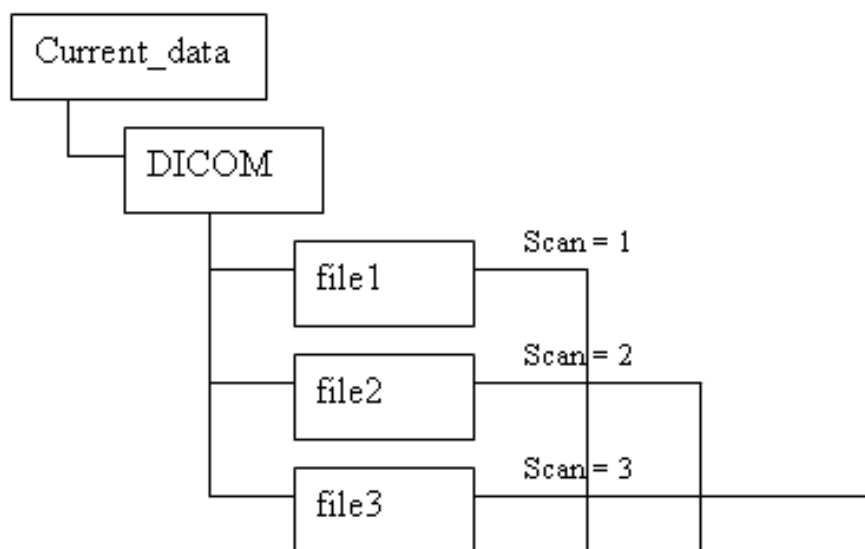 Current_data
DICOM
Scan = 1
file1
Scan = 2
file2
Scan = 3
file3